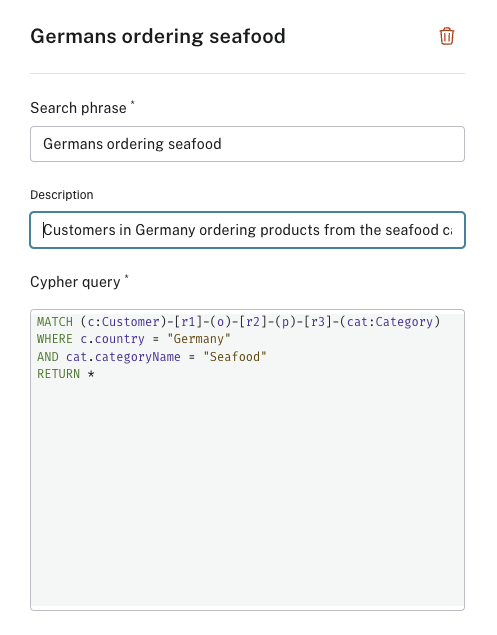 Germans ordering seafood
Search phrase *
Germans ordering seafood
Description
Customers in Germany ordering products from the seafood
Cypher query *
MATCH (c:Customer)-[r1]-(o)-[r2]-(p)-[r3]-(cat:Category)
WHERE c.country = "Germany"
AND cat.categoryName = "Seafood"
RETURN *